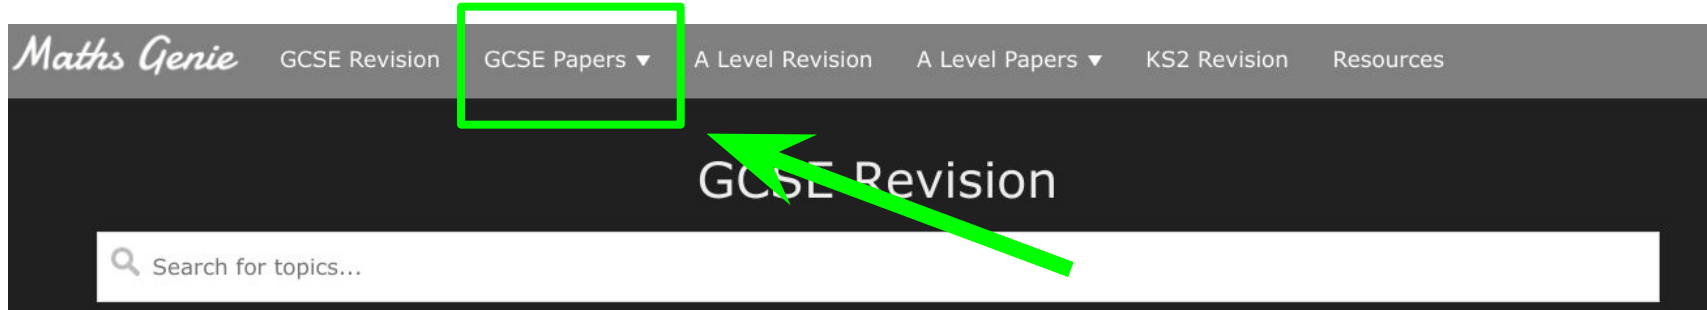 Maths Genie GCSE Revision GCSE Papers ▼ A Level Revision A Level Papers ▼ KS2 Revision Resources
GCSE Revision
Search for topics...